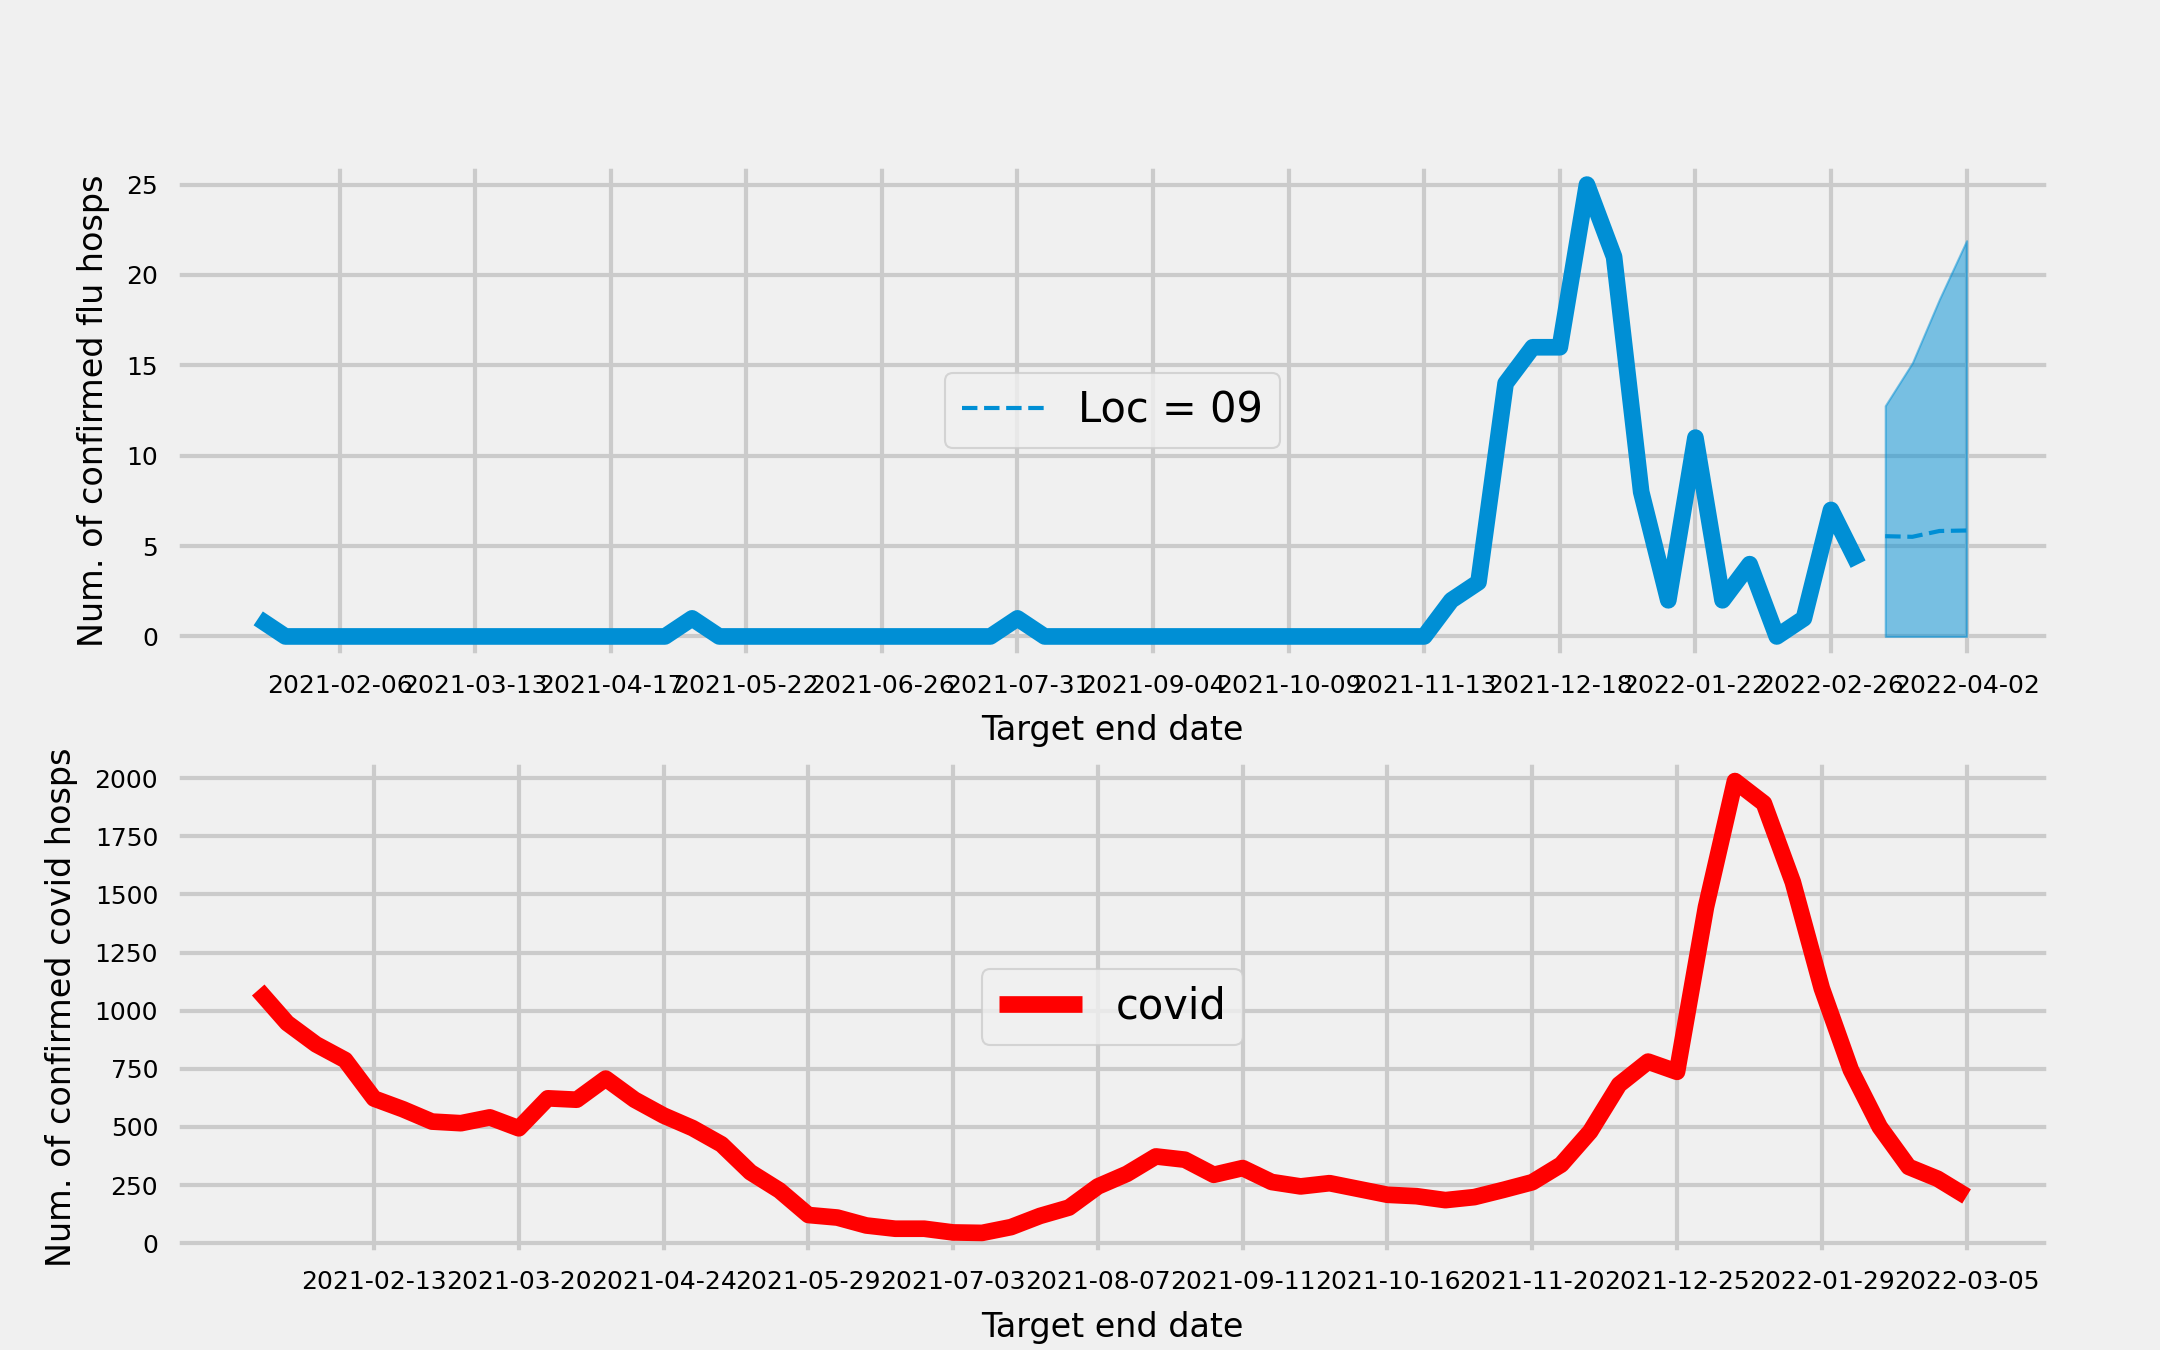 Num. of confirmed flu hosps
25
20
15
10
5
0
Loc = 09
2021-02-06 2021-03-13 2021-04-17 2021-05-22 2021-06-26 2021-07-31 2021-09-04 2021-10-09 2021-11-13 2021-12-18 2022-01-22 2022-02-26 2022-04-02
Target end date
Num. of confirmed covid hosps
2000
1750
1500
1250
1000
750
500
250
0
covid
2021-02-13 2021-03-20 2021-04-24 2021-05-29 2021-07-03 2021-08-07 2021-09-11 2021-10-16 2021-11-20 2021-12-25 2022-01-29 2022-03-05
Target end date